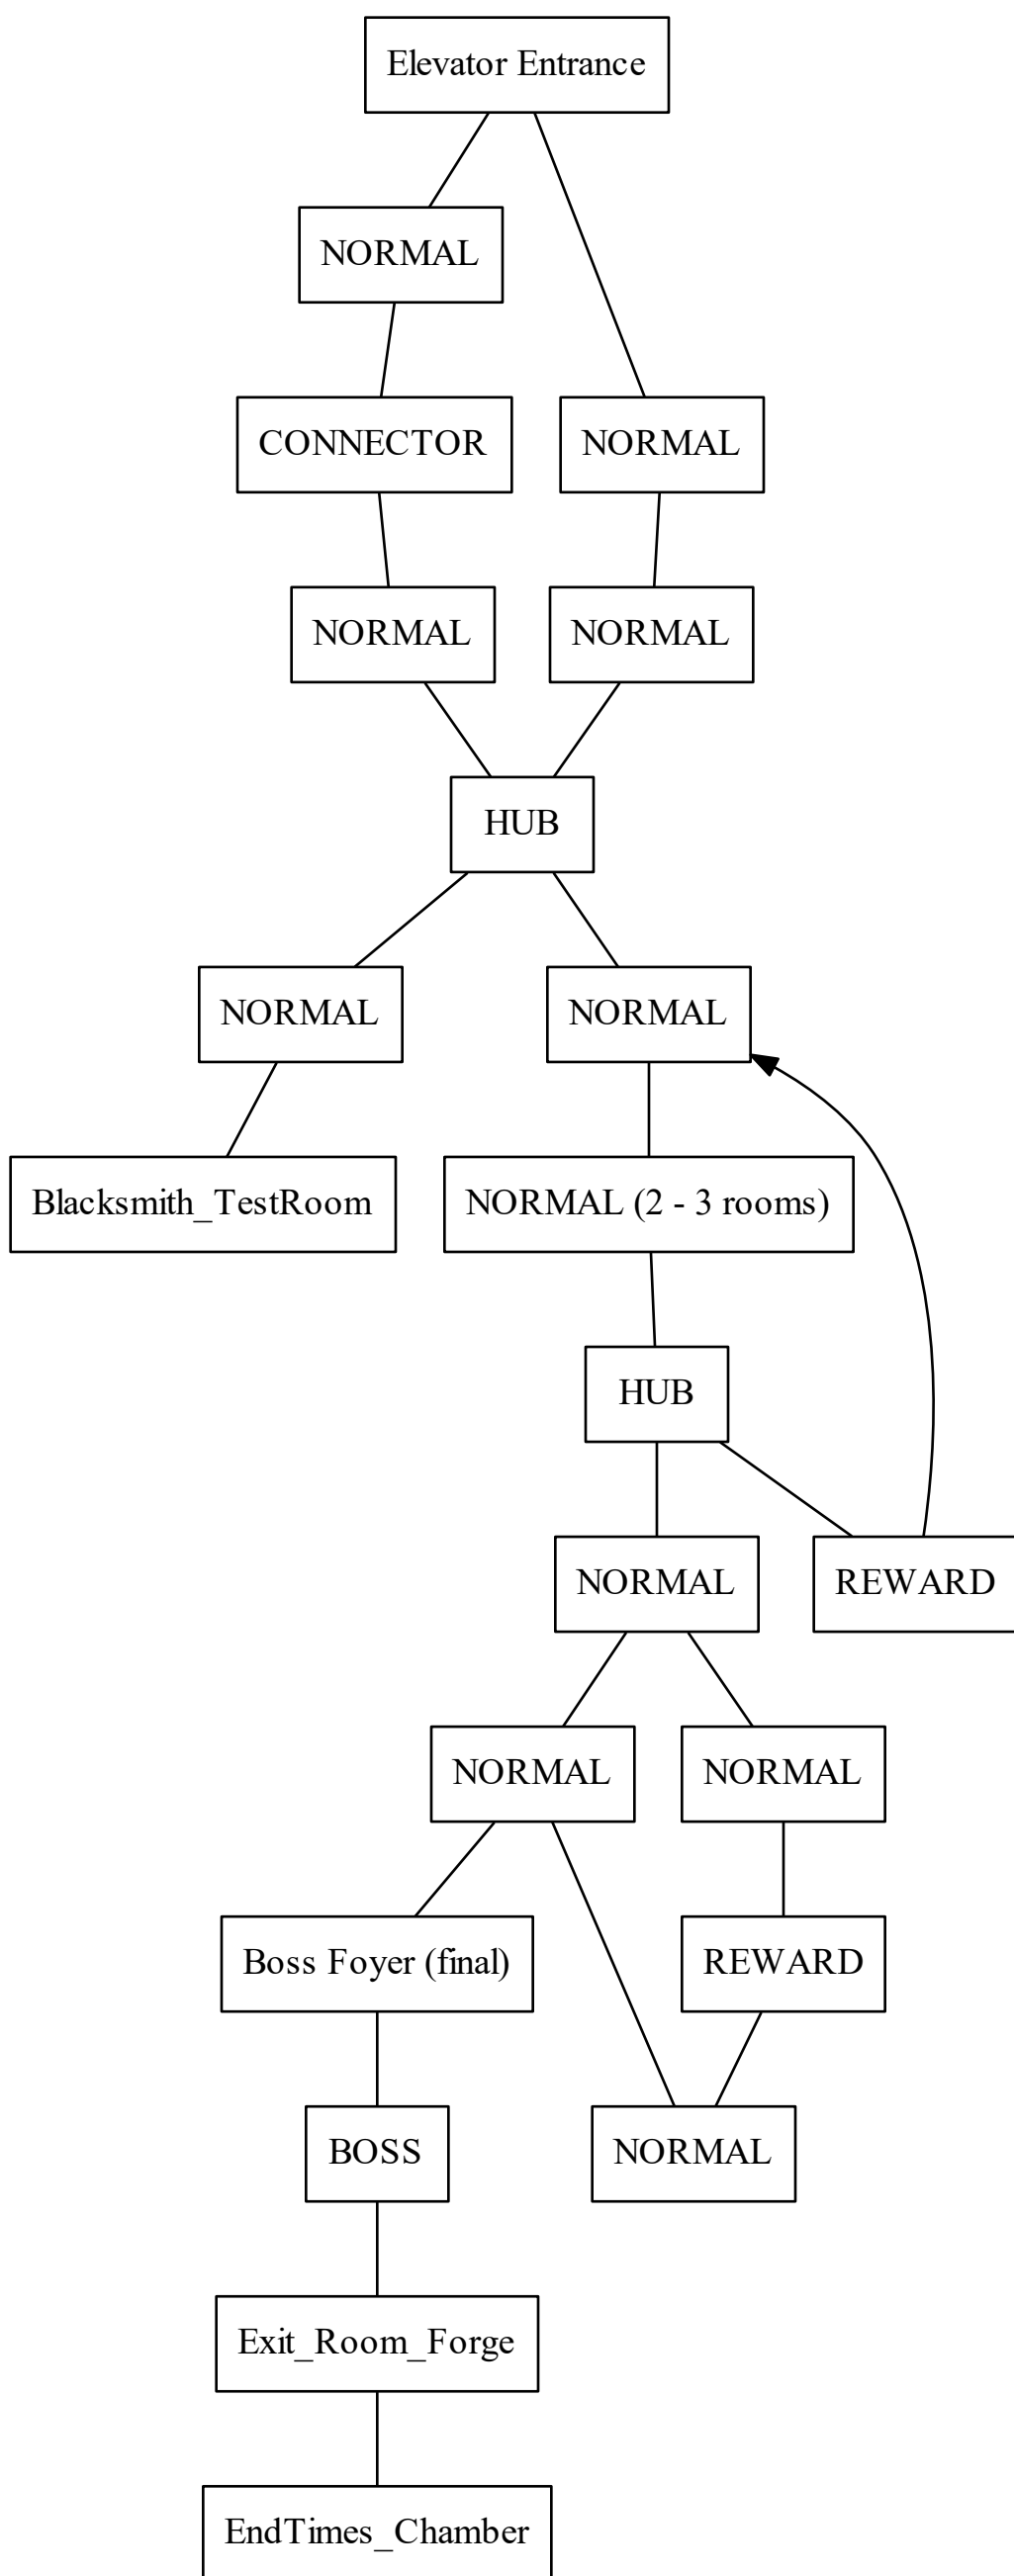 Elevator Entrance
NORMAL
CONNECTOR
NORMAL
NORMAL
NORMAL
HUB
NORMAL
NORMAL
Blacksmith_TestRoom
NORMAL (2 - 3 rooms)
HUB
NORMAL
REWARD
NORMAL
NORMAL
Boss Foyer (final)
REWARD
BOSS
NORMAL
Exit_Room_Forge
EndTimes_Chamber